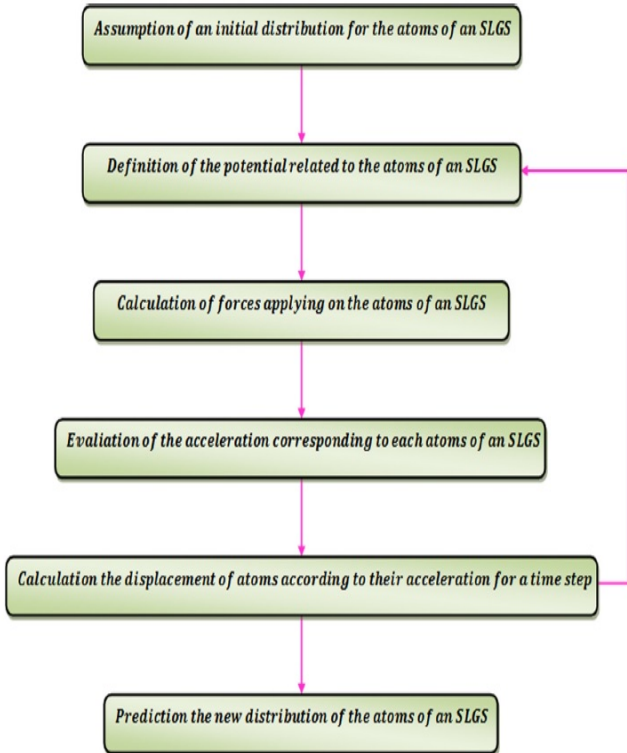 Assumption of an initial distribution for the atoms of an SLGS
Definition of the potential related to the atoms of an SLGS
Calculation of forces applying on the atoms of an SLGS
Evaliation of the acceleration corresponding to each atoms of an SLGS
Calculation the displacement of atoms according to their acceleration for a time step
Prediction the new distribution of the atoms of an SLGS